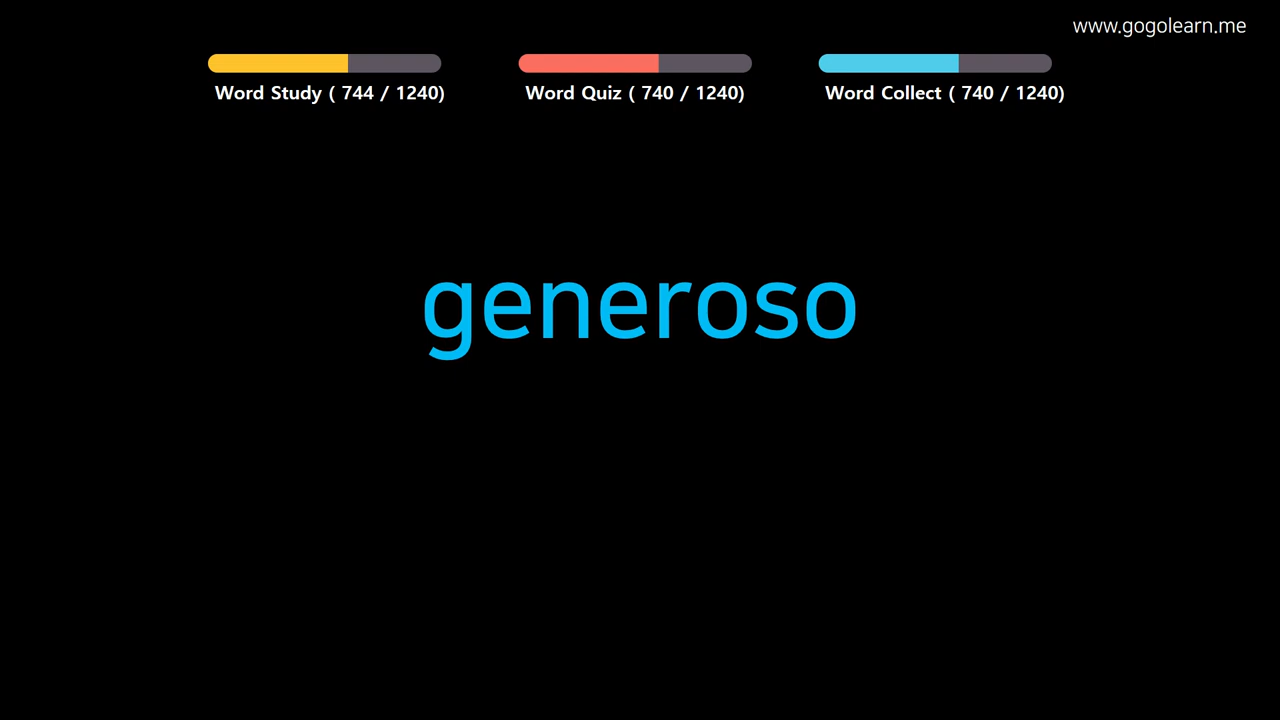 www.gogolearn.me
Word Study ( 744 / 1240)
Word Quiz ( 740 / 1240)
Word Collect ( 740 / 1240)
generoso